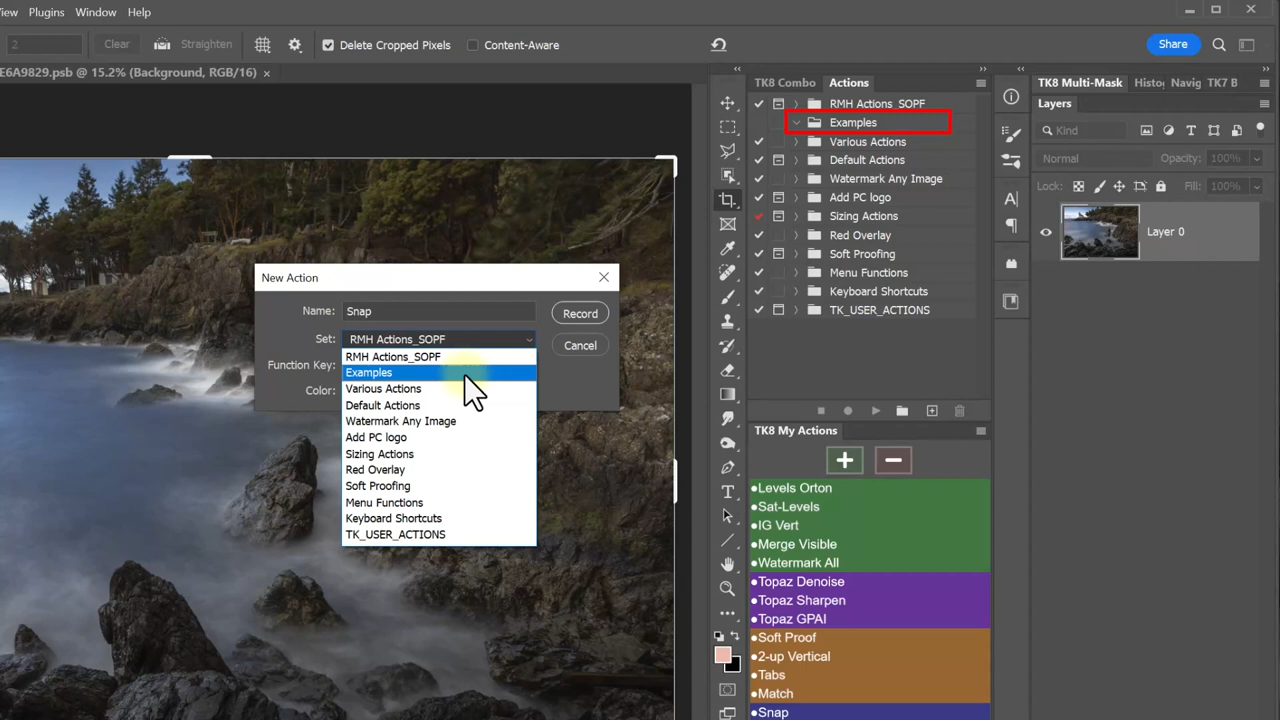 View Plugins Window Help
2 Clear Straighten Delete Cropped Pixels Content-Aware Share
E6A9829.psb @ 15.2% (Background, RGB/16) ×
TK8 Combo Actions
RMH Actions_SOPF
Examples
Various Actions
Default Actions
Watermark Any Image
Add PC logo
Sizing Actions
Red Overlay
Soft Proofing
Menu Functions
Keyboard Shortcuts
TK_USER_ACTIONS
TK8 My Actions
+ −
●Levels Orton
●Sat-Levels
●IG Vert
●Merge Visible
●Watermark All
●Topaz Denoise
●Topaz Sharpen
●Topaz GPAI
●Soft Proof
●2-up Vertical
●Tabs
●Match
●Snap
TK8 Multi-Mask Histo Navig TK7 B
Layers
Kind
Normal Opacity: 100%
Lock: Fill: 100%
Layer 0
New Action
Name: Snap Record
Set: RMH Actions_SOPF Cancel
Function Key:
Color:
RMH Actions_SOPF
Examples
Various Actions
Default Actions
Watermark Any Image
Add PC logo
Sizing Actions
Red Overlay
Soft Proofing
Menu Functions
Keyboard Shortcuts
TK_USER_ACTIONS